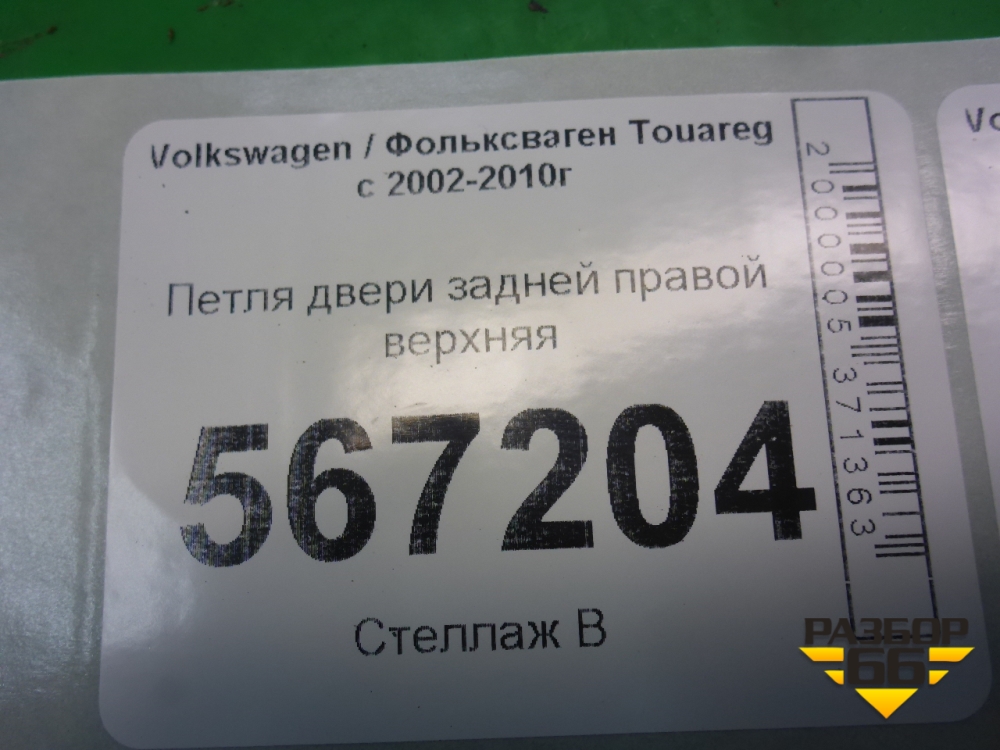 Volkswagen / Фольксваген Touareg
с 2002-2010г
Петля двери задней правой
верхняя
567204
Стеллаж В
2000005371363
Vo
РАЗБОР
66